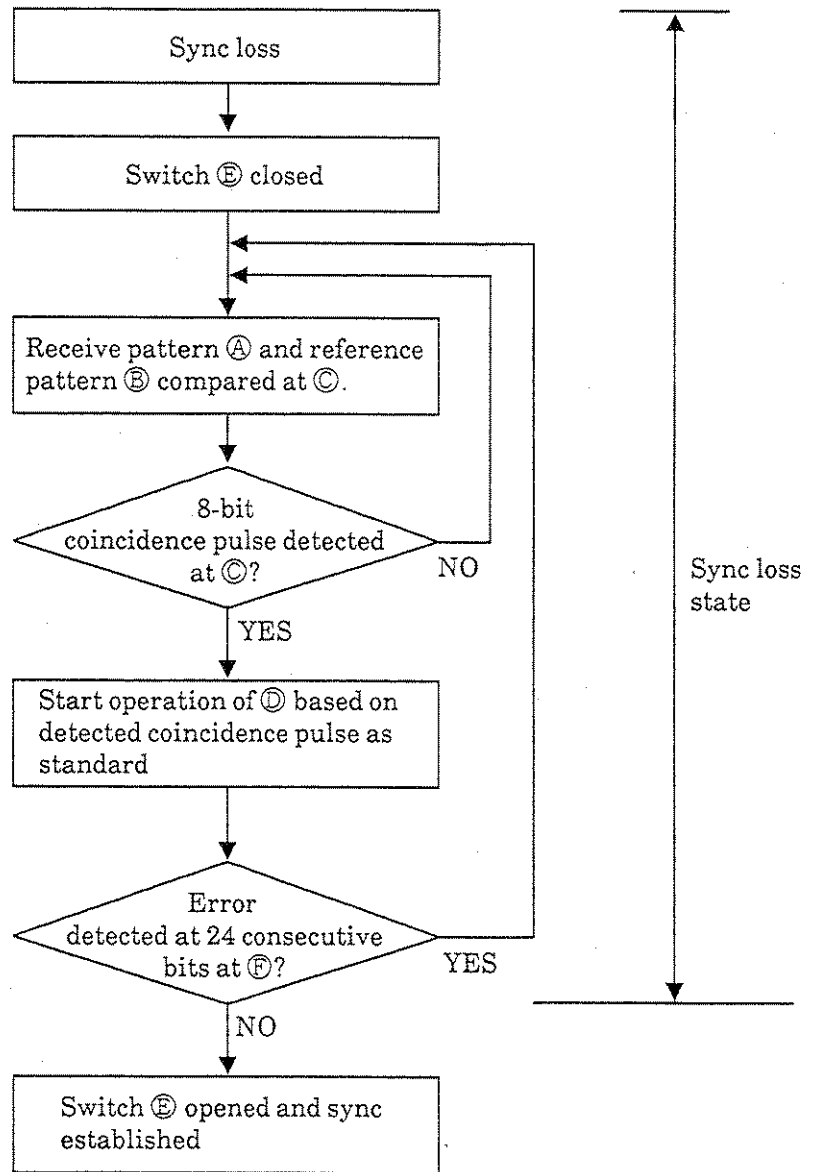 Sync loss
Switch Ⓔ closed
Receive pattern Ⓐ and reference
pattern Ⓑ compared at Ⓒ.
8-bit
coincidence pulse detected
at Ⓒ?
NO
YES
Sync loss
state
Start operation of Ⓓ based on
detected coincidence pulse as
standard
Error
detected at 24 consecutive
bits at Ⓕ?
YES
NO
Switch Ⓔ opened and sync
established